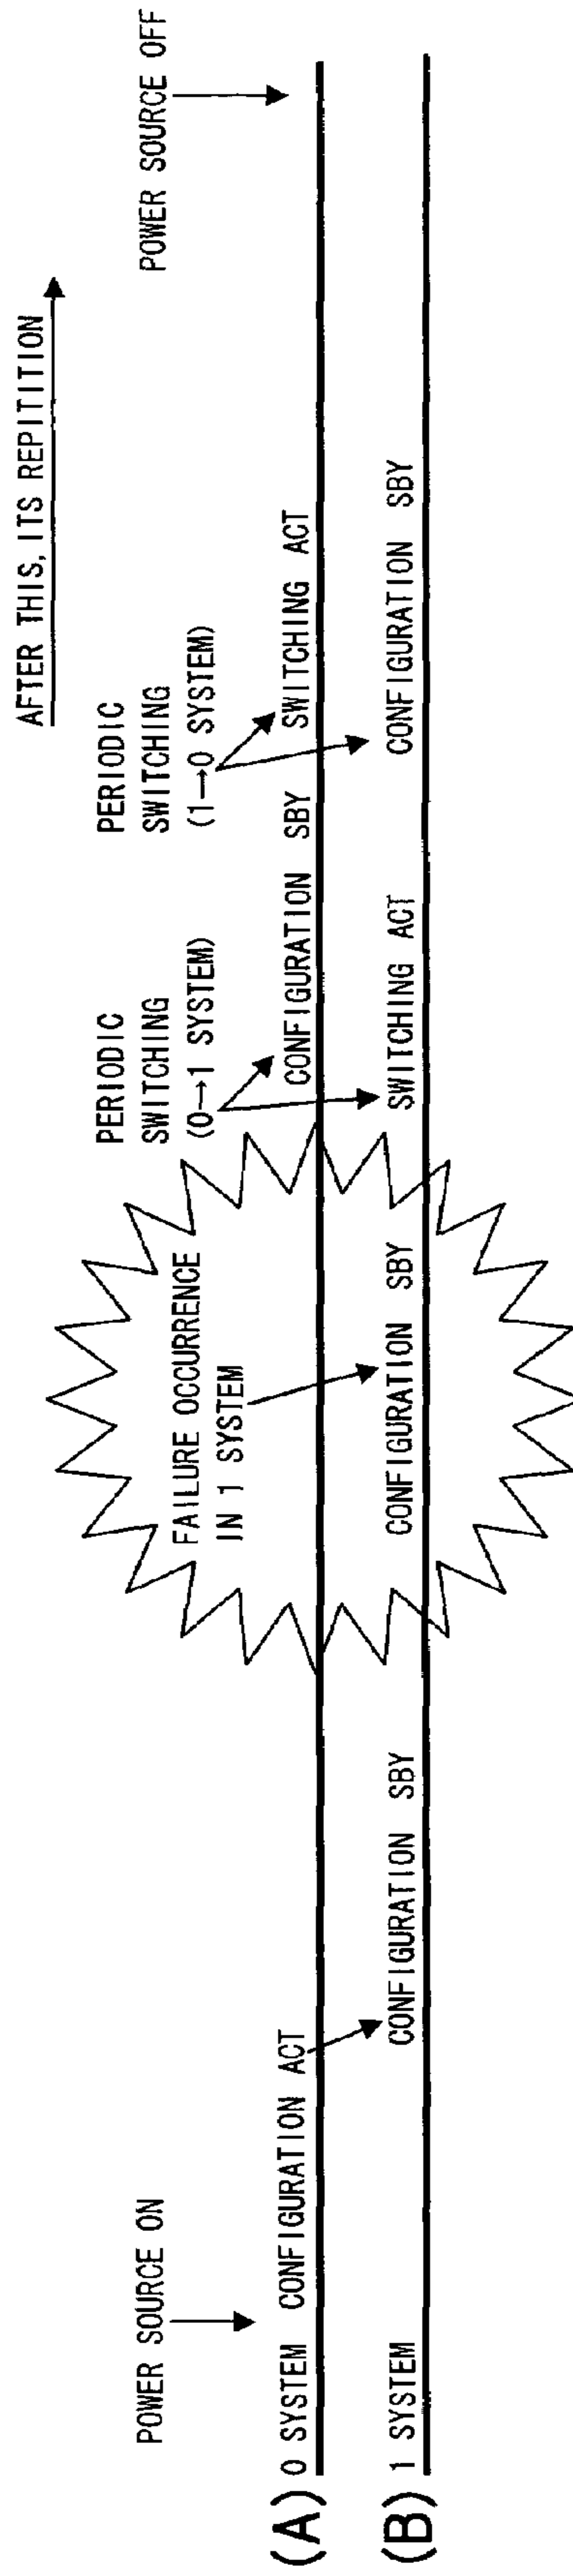 AFTER THIS, ITS REPITITION
POWER SOURCE ON
FAILURE OCCURRENCE
IN 1 SYSTEM
PERIODIC
SWITCHING
(0→1 SYSTEM)
PERIODIC
SWITCHING
(1→0 SYSTEM)
POWER SOURCE OFF
(A) 0 SYSTEM CONFIGURATION ACT CONFIGURATION SBY SWITCHING ACT
(B) 1 SYSTEM CONFIGURATION SBY CONFIGURATION SBY SWITCHING ACT CONFIGURATION SBY